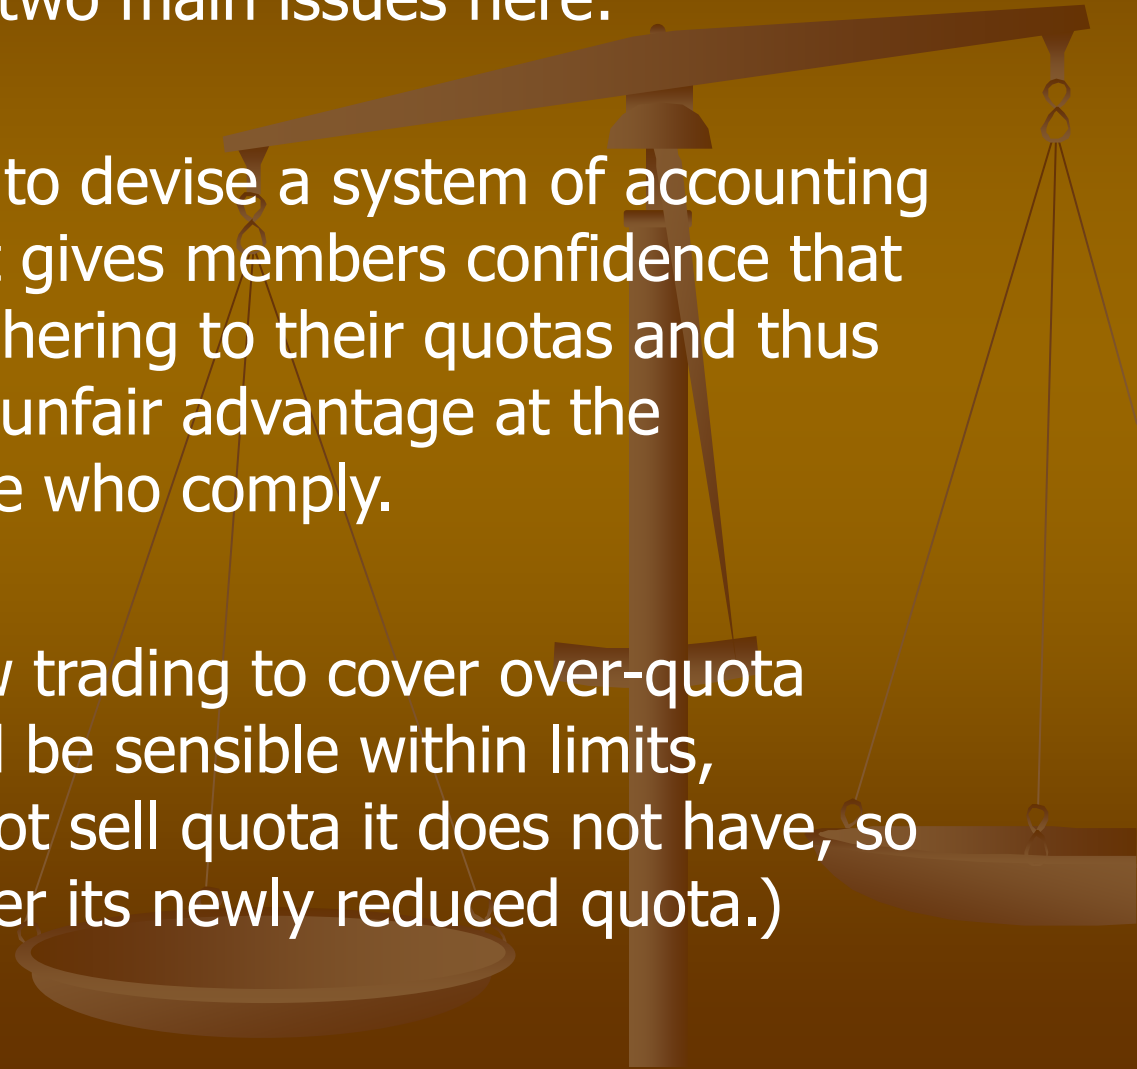 two main issues here:
to devise a system of accounting
gives members confidence that
hering to their quotas and thus
unfair advantage at the
e who comply.
trading to cover over-quota
be sensible within limits,
ot sell quota it does not have, so
er its newly reduced quota.)